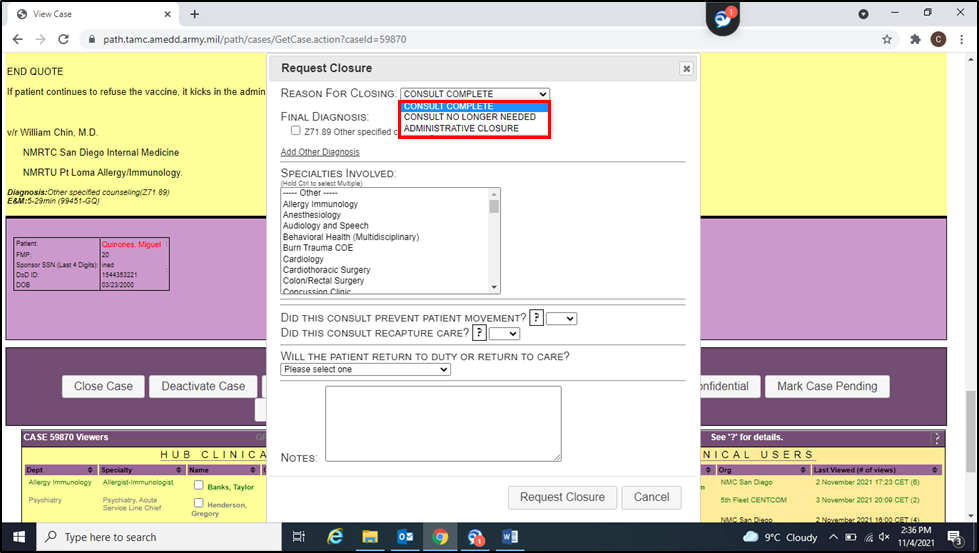 View Case
path.tamc.amedd.army.mil/path/cases/GetCase.action?caseId=59870
C
1
END QUOTE
If patient continues to refuse the vaccine, it kicks in the admin
v/r William Chin, M.D.
NMRTC San Diego Internal Medicine
NMRTU Pt Loma Allergy/Immunology.
Diagnosis:Other specified counseling(Z71.89)
E&M:5-29min (99451-GQ)
Patient: Quinones, Miguel
FMP: 20
Sponsor SSN (Last 4 Digits): ined
DoD ID: 1544353221
DOB 03/23/2000
Request Closure
REASON FOR CLOSING: CONSULT COMPLETE
CONSULT COMPLETE
CONSULT NO LONGER NEEDED
ADMINISTRATIVE CLOSURE
FINAL DIAGNOSIS:
Z71.89 Other specified c
Add Other Diagnosis
SPECIALTIES INVOLVED:
(Hold Ctrl to select Multiple)
----- Other -----
Allergy Immunology
Anesthesiology
Audiology and Speech
Behavioral Health (Multidisciplinary)
Burn Trauma COE
Cardiology
Cardiothoracic Surgery
Colon/Rectal Surgery
Concussion Clinic
DID THIS CONSULT PREVENT PATIENT MOVEMENT? ?
DID THIS CONSULT RECAPTURE CARE? ?
WILL THE PATIENT RETURN TO DUTY OR RETURN TO CARE?
Please select one
NOTES:
Request Closure Cancel
Close Case Deactivate Case onfidential Mark Case Pending
CASE 59870 Viewers GR See '?' for details. ?
HUB CLINICA NICAL USERS
Dept Specialty Name C Org Last Viewed (# of views)
Allergy Immunology Allergist-Immunologist Banks, Taylor NMC San Diego 2 November 2021 17:23 CET (6)
Psychiatry Psychiatry, Acute Service Line Chief Henderson, Gregory 5th Fleet CENTCOM 3 November 2021 20:09 CET (2)
NMC San Diego 2 November 2021 16:00 CET (4)
Type here to search
1
9°C Cloudy
2:36 PM
11/4/2021
3